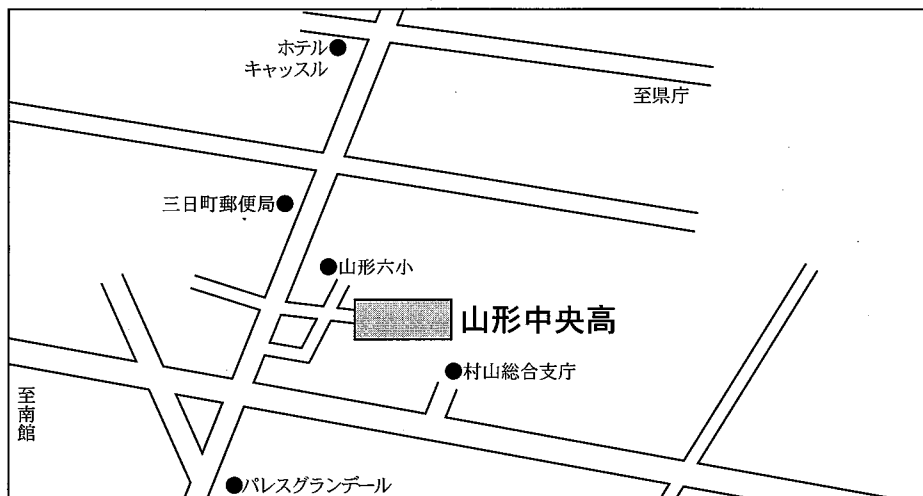 ホテル
キャッスル
至県庁
三日町郵便局
山形六小
山形中央高
村山総合支庁
至南館
パレスグランデール